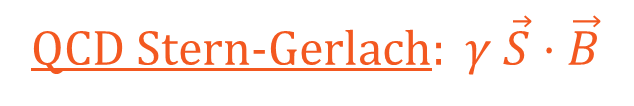 QCD Stern-Gerlach: γ S⃗ · B⃗